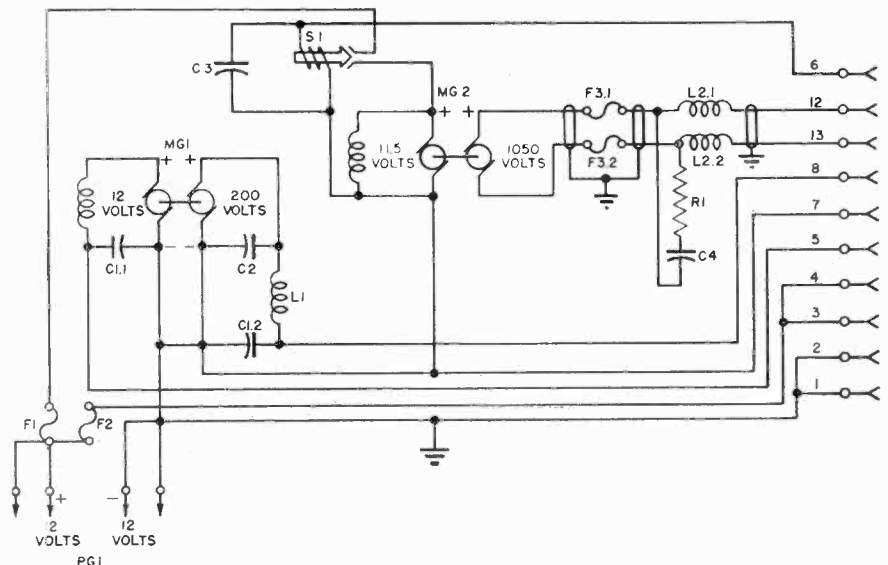 S1
C3
6
MG2
F3.1
L2.1
12
+ +
11.5
VOLTS
1050
VOLTS
13
F3.2
L2.2
MG1
+ +
8
12
VOLTS
200
VOLTS
R1
7
C1.1
C2
5
C4
L1
4
C1.2
3
2
F1
F2
1
+
-
12
VOLTS
12
VOLTS
PG1